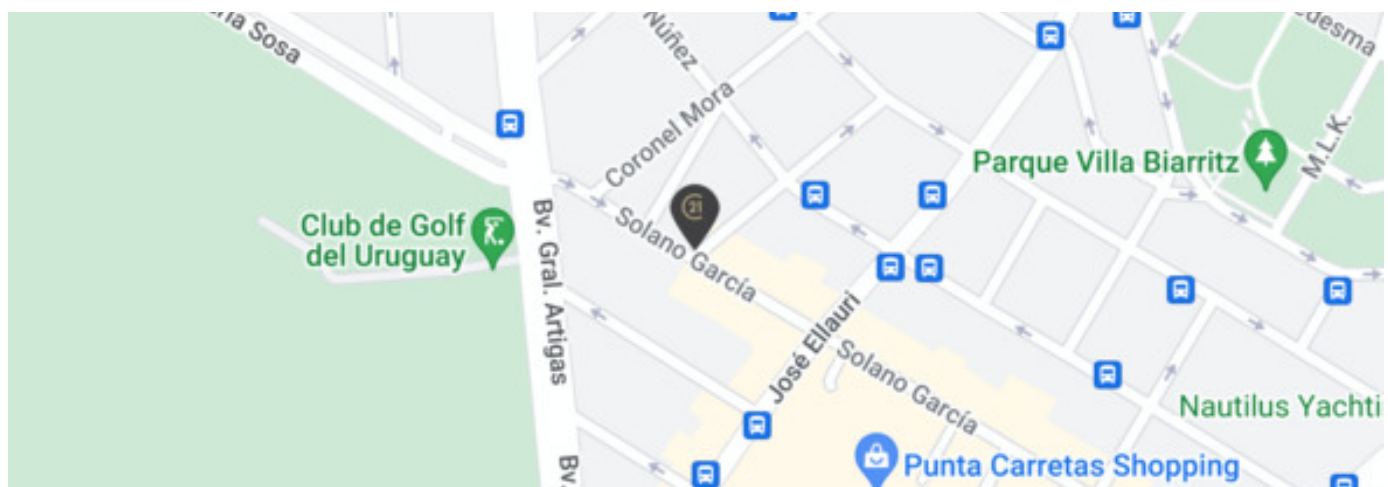 Sosa
Núñez
Coronel Mora
Parque Villa Biarritz
M.L.K.
21
Club de Golf
del Uruguay
Bv. Gral. Artigas
Solano García
José Ellauri
Solano García
Nautilus Yachti
Punta Carretas Shopping
Bv.